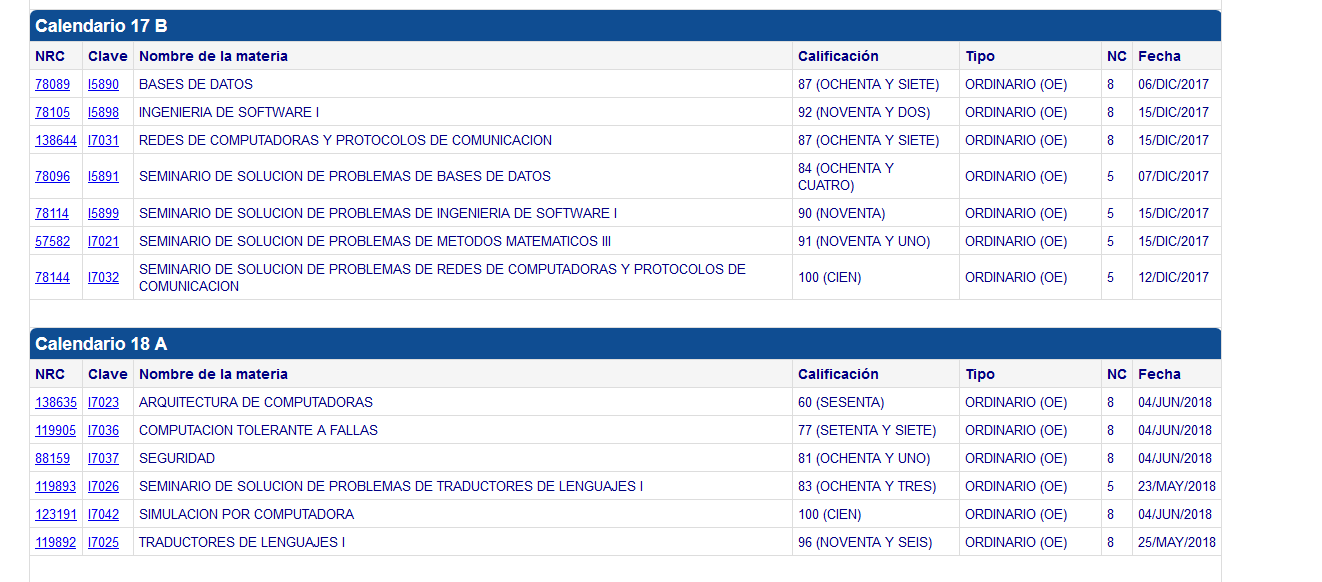 Calendario 17 B
NRC Clave Nombre de la materia Calificación Tipo NC Fecha
78089 I5890 BASES DE DATOS 87 (OCHENTA Y SIETE) ORDINARIO (OE) 8 06/DIC/2017
78105 I5898 INGENIERIA DE SOFTWARE I 92 (NOVENTA Y DOS) ORDINARIO (OE) 8 15/DIC/2017
138644 I7031 REDES DE COMPUTADORAS Y PROTOCOLOS DE COMUNICACION 87 (OCHENTA Y SIETE) ORDINARIO (OE) 8 15/DIC/2017
78096 I5891 SEMINARIO DE SOLUCION DE PROBLEMAS DE BASES DE DATOS 84 (OCHENTA Y
CUATRO) ORDINARIO (OE) 5 07/DIC/2017
78114 I5899 SEMINARIO DE SOLUCION DE PROBLEMAS DE INGENIERIA DE SOFTWARE I 90 (NOVENTA) ORDINARIO (OE) 5 15/DIC/2017
57582 I7021 SEMINARIO DE SOLUCION DE PROBLEMAS DE METODOS MATEMATICOS III 91 (NOVENTA Y UNO) ORDINARIO (OE) 5 15/DIC/2017
78144 I7032 SEMINARIO DE SOLUCION DE PROBLEMAS DE REDES DE COMPUTADORAS Y PROTOCOLOS DE
COMUNICACION 100 (CIEN) ORDINARIO (OE) 5 12/DIC/2017
Calendario 18 A
NRC Clave Nombre de la materia Calificación Tipo NC Fecha
138635 I7023 ARQUITECTURA DE COMPUTADORAS 60 (SESENTA) ORDINARIO (OE) 8 04/JUN/2018
119905 I7036 COMPUTACION TOLERANTE A FALLAS 77 (SETENTA Y SIETE) ORDINARIO (OE) 8 04/JUN/2018
88159 I7037 SEGURIDAD 81 (OCHENTA Y UNO) ORDINARIO (OE) 8 04/JUN/2018
119893 I7026 SEMINARIO DE SOLUCION DE PROBLEMAS DE TRADUCTORES DE LENGUAJES I 83 (OCHENTA Y TRES) ORDINARIO (OE) 5 23/MAY/2018
123191 I7042 SIMULACION POR COMPUTADORA 100 (CIEN) ORDINARIO (OE) 8 04/JUN/2018
119892 I7025 TRADUCTORES DE LENGUAJES I 96 (NOVENTA Y SEIS) ORDINARIO (OE) 8 25/MAY/2018